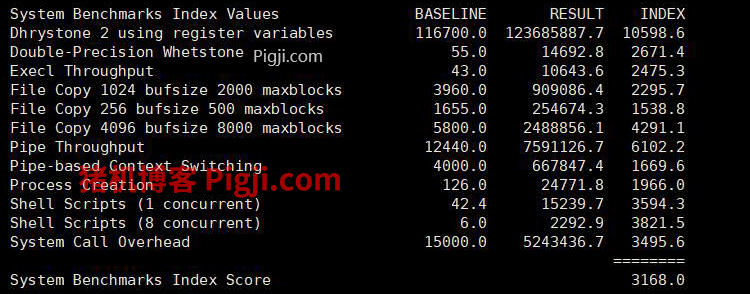 System Benchmarks Index Values BASELINE RESULT INDEX
Dhrystone 2 using register variables 116700.0 123685887.7 10598.6
Double-Precision Whetstone 55.0 14692.8 2671.4
Pigji.com
Execl Throughput 43.0 10643.6 2475.3
File Copy 1024 bufsize 2000 maxblocks 3960.0 909086.4 2295.7
File Copy 256 bufsize 500 maxblocks 1655.0 254674.3 1538.8
File Copy 4096 bufsize 8000 maxblocks 5800.0 2488856.1 4291.1
Pipe Throughput 12440.0 7591126.7 6102.2
Pipe-based Context Switching 4000.0 667847.4 1669.6
猪机博客 Pigji.com
Process Creation 126.0 24771.8 1966.0
Shell Scripts (1 concurrent) 42.4 15239.7 3594.3
Shell Scripts (8 concurrent) 6.0 2292.9 3821.5
System Call Overhead 15000.0 5243436.7 3495.6
========
System Benchmarks Index Score 3168.0